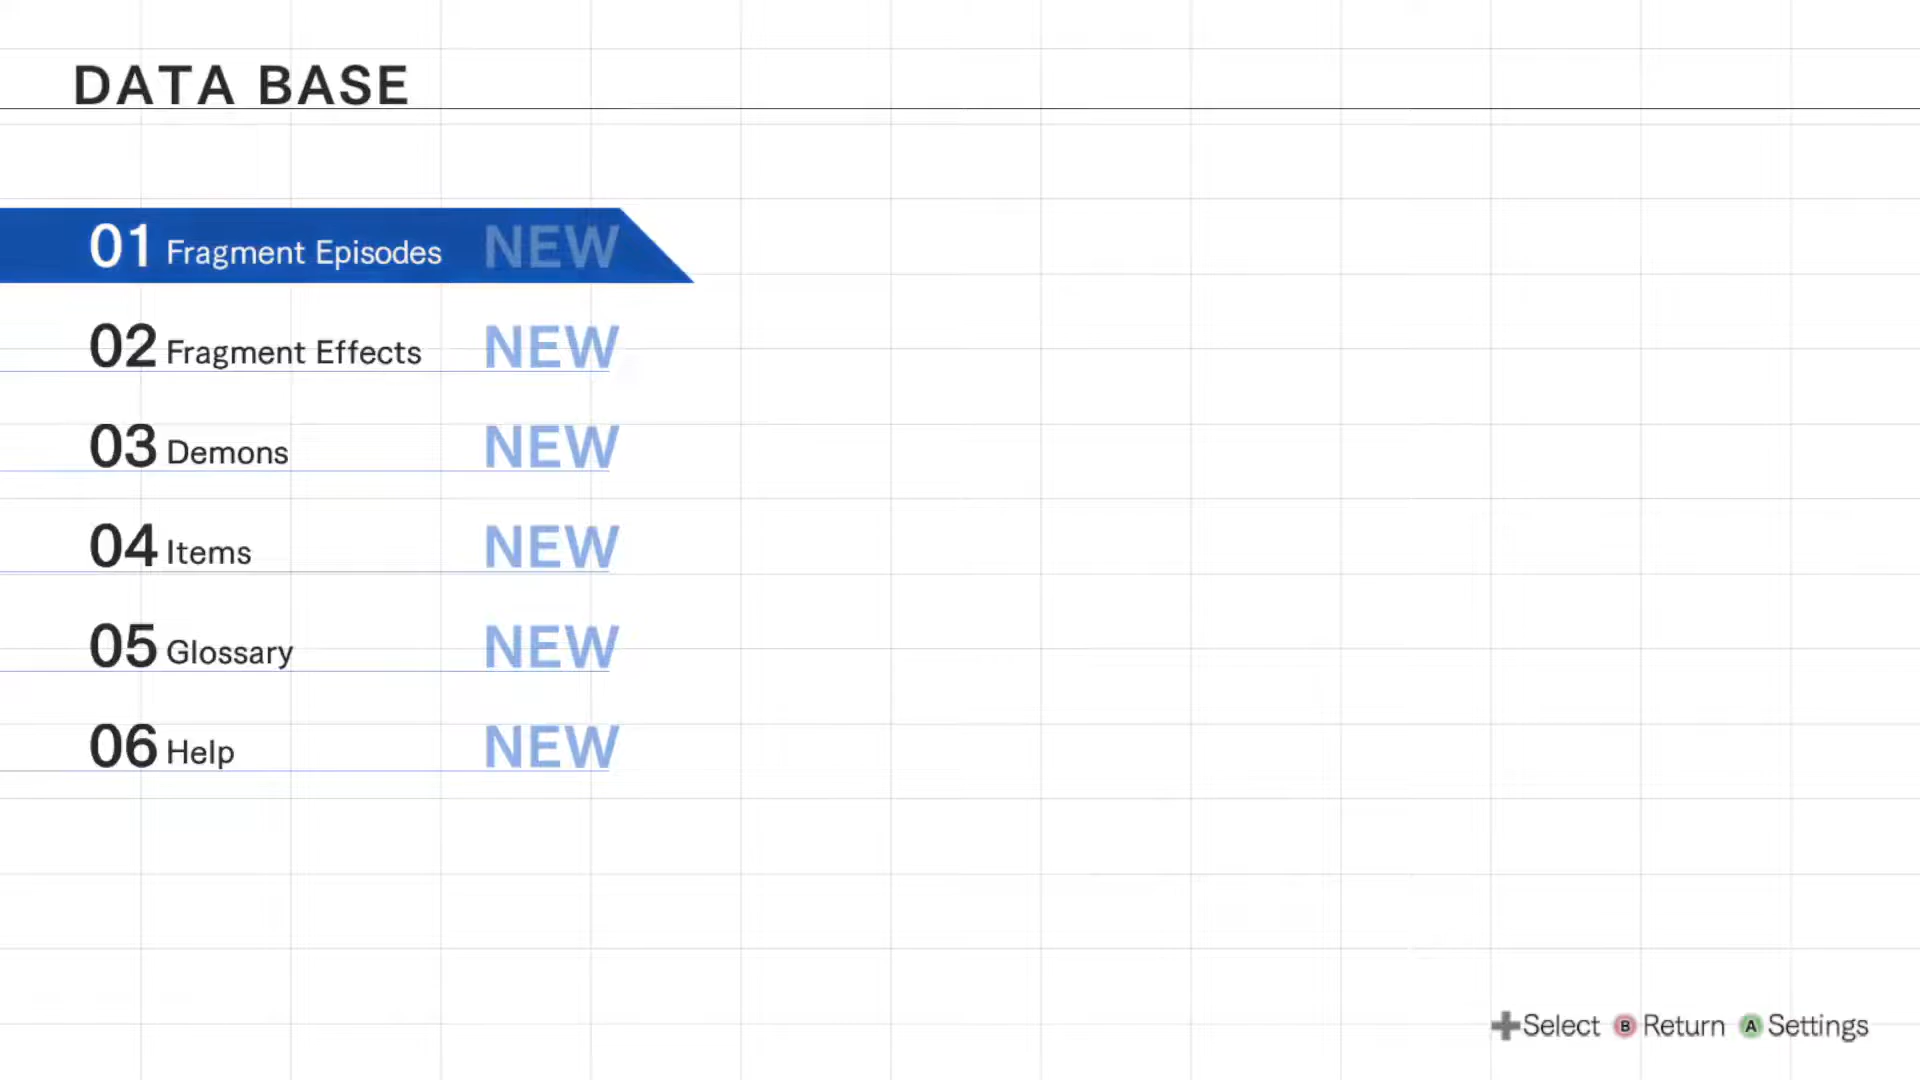 DATA BASE
01 Fragment Episodes NEW
02 Fragment Effects NEW
03 Demons NEW
04 Items NEW
05 Glossary NEW
06 Help NEW
Select B Return A Settings